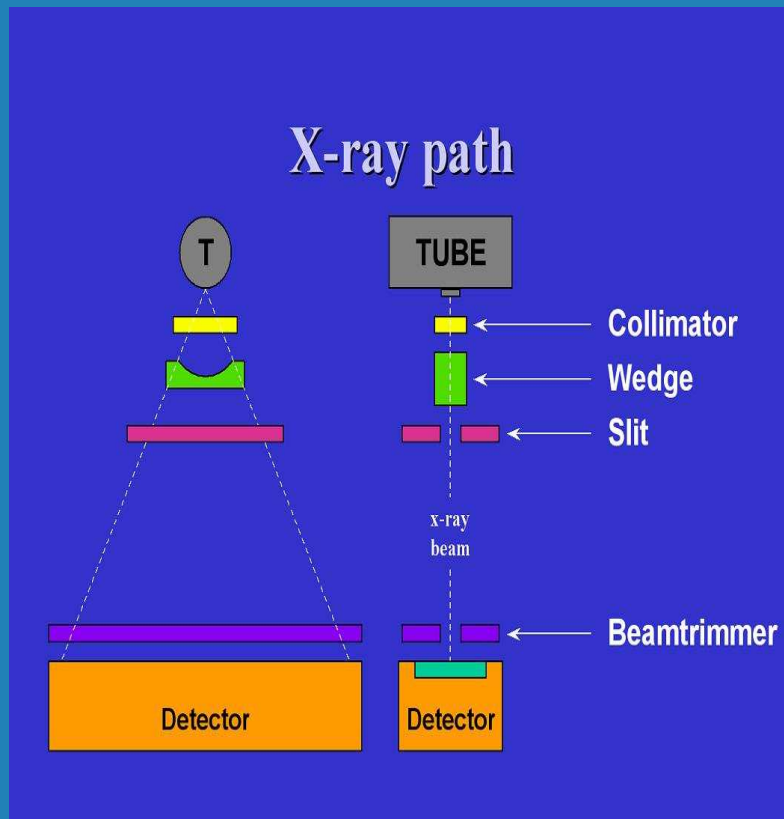 X-ray path
T
TUBE
Collimator
Wedge
Slit
x-ray
beam
Beamtrimmer
Detector
Detector